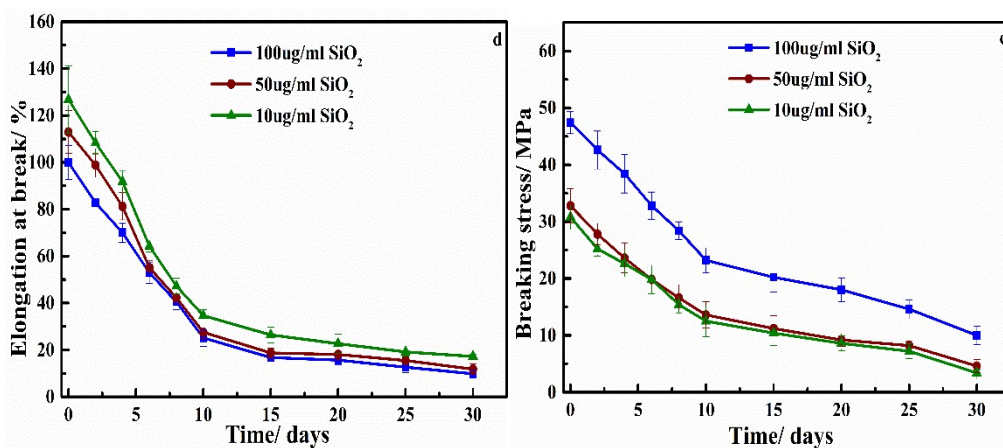 160
140
120
100
80
60
40
20
0
Elongation at break/ %
d
100ug/ml SiO₂
50ug/ml SiO₂
10ug/ml SiO₂
0 5 10 15 20 25 30
Time/ days
70
60
50
40
30
20
10
0
Breaking stress/ MPa
100ug/ml SiO₂
50ug/ml SiO₂
10ug/ml SiO₂
0 5 10 15 20 25 30
Time/ days